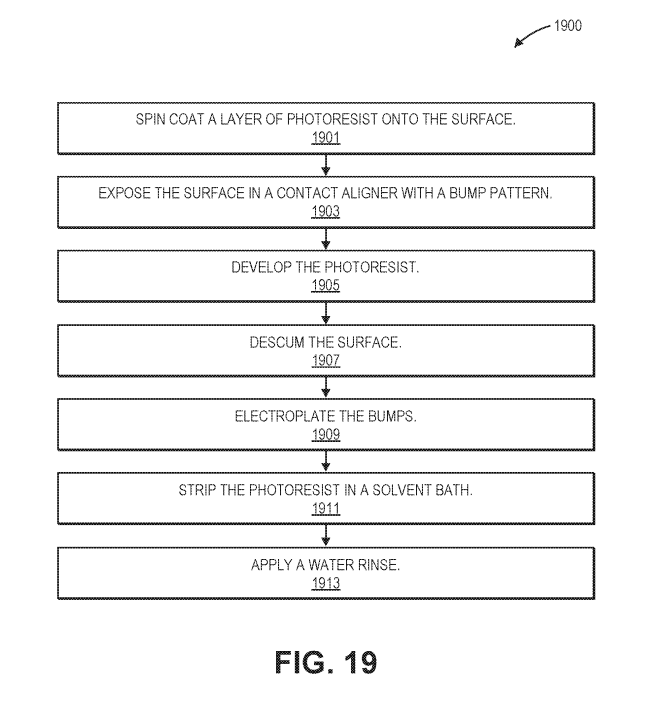 1900
SPIN COAT A LAYER OF PHOTORESIST ONTO THE SURFACE.
1901
EXPOSE THE SURFACE IN A CONTACT ALIGNER WITH A BUMP PATTERN.
1903
DEVELOP THE PHOTORESIST.
1905
DESCUM THE SURFACE.
1907
ELECTROPLATE THE BUMPS.
1909
STRIP THE PHOTORESIST IN A SOLVENT BATH.
1911
APPLY A WATER RINSE.
1913
FIG. 19